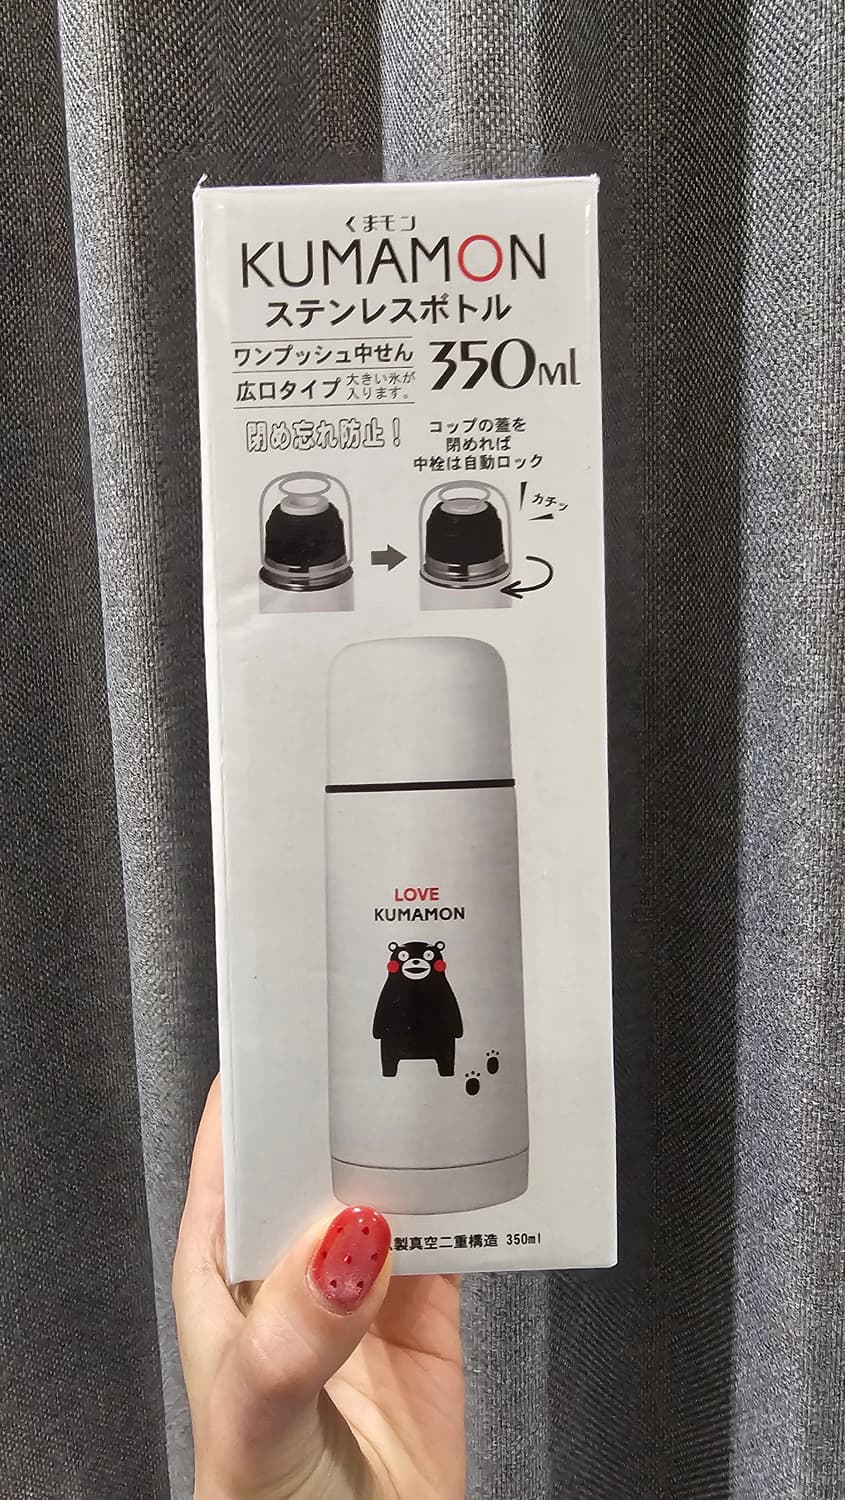 くまモン
KUMAMON
ステンレスボトル
ワンプッシュ中せん
広口タイプ 大きい氷が入ります。
350ml
閉め忘れ防止！
コップの蓋を
閉めれば
中栓は自動ロック
カチッ
LOVE
KUMAMON
製真空二重構造 350ml